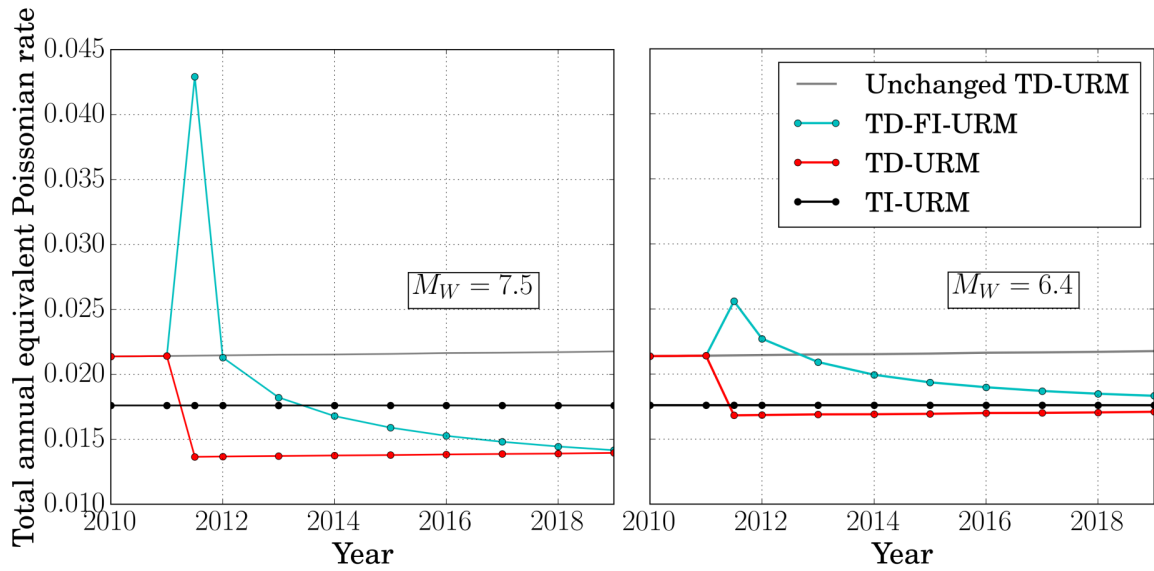 Total annual equivalent Poissonian rate
0.045
0.040
0.035
0.030
0.025
0.020
0.015
0.010
M_W = 7.5
2010 2012 2014 2016 2018
Year
Unchanged TD-URM
TD-FI-URM
TD-URM
TI-URM
M_W = 6.4
2010 2012 2014 2016 2018
Year